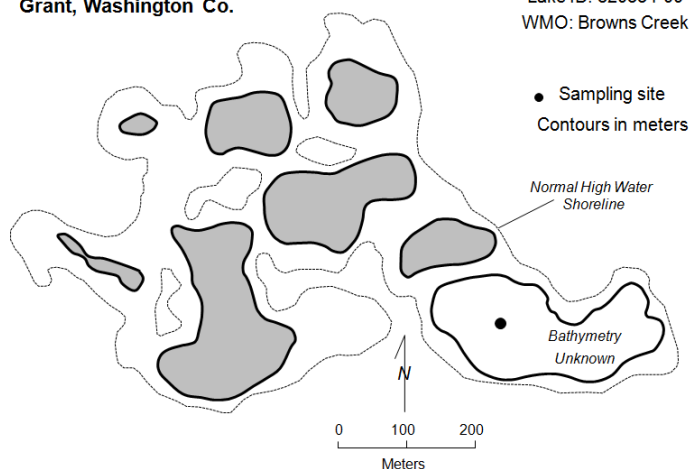 Grant, Washington Co.
WMO: Browns Creek
Sampling site
Contours in meters
Normal High Water
Shoreline
Bathymetry
Unknown
N
0 100 200
Meters